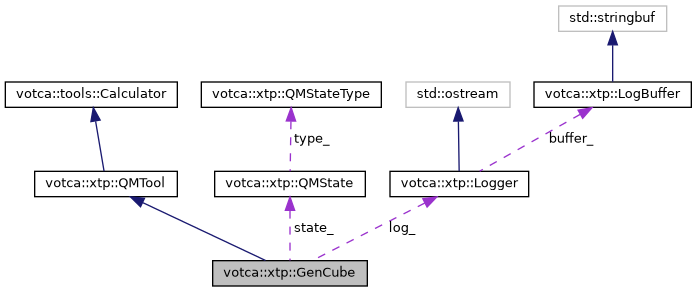 std::stringbuf
votca::tools::Calculator
votca::xtp::QMStateType
std::ostream
votca::xtp::LogBuffer
type_
buffer_
votca::xtp::QMTool
votca::xtp::QMState
votca::xtp::Logger
state_
log_
votca::xtp::GenCube